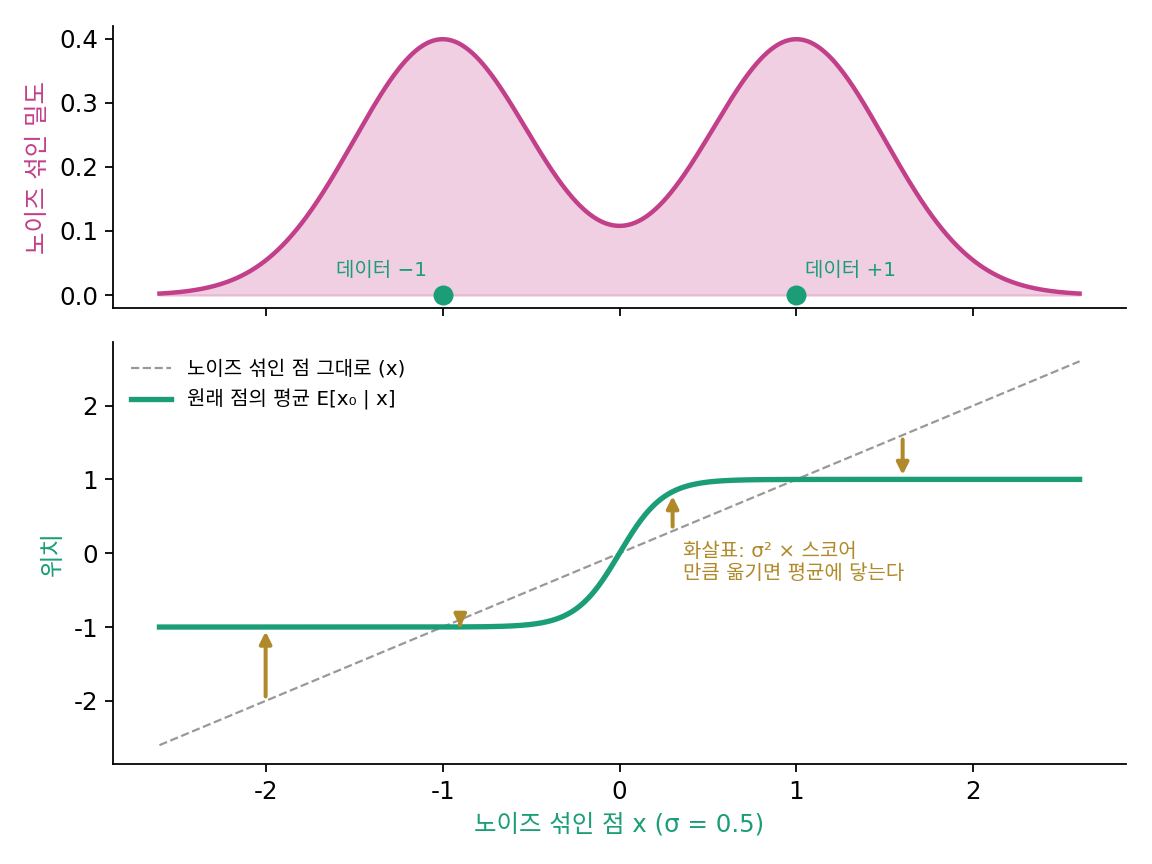 0.4
0.3
0.2
0.1
0.0
노이즈 섞인 밀도
데이터 −1
데이터 +1
노이즈 섞인 점 그대로 (x)
원래 점의 평균 E[x₀ | x]
2
1
0
-1
-2
위치
화살표: σ² × 스코어
만큼 옮기면 평균에 닿는다
-2
-1
0
1
2
노이즈 섞인 점 x (σ = 0.5)